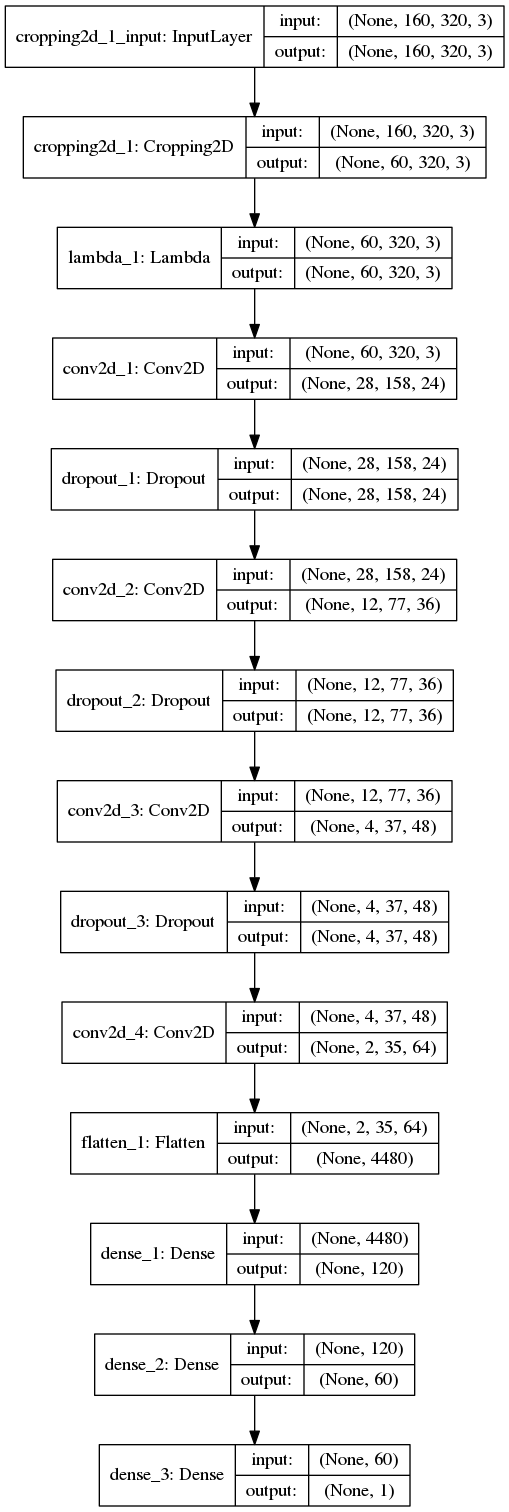 cropping2d_1_input: InputLayer
input: (None, 160, 320, 3)
output: (None, 160, 320, 3)
cropping2d_1: Cropping2D
input: (None, 160, 320, 3)
output: (None, 60, 320, 3)
lambda_1: Lambda
input: (None, 60, 320, 3)
output: (None, 60, 320, 3)
conv2d_1: Conv2D
input: (None, 60, 320, 3)
output: (None, 28, 158, 24)
dropout_1: Dropout
input: (None, 28, 158, 24)
output: (None, 28, 158, 24)
conv2d_2: Conv2D
input: (None, 28, 158, 24)
output: (None, 12, 77, 36)
dropout_2: Dropout
input: (None, 12, 77, 36)
output: (None, 12, 77, 36)
conv2d_3: Conv2D
input: (None, 12, 77, 36)
output: (None, 4, 37, 48)
dropout_3: Dropout
input: (None, 4, 37, 48)
output: (None, 4, 37, 48)
conv2d_4: Conv2D
input: (None, 4, 37, 48)
output: (None, 2, 35, 64)
flatten_1: Flatten
input: (None, 2, 35, 64)
output: (None, 4480)
dense_1: Dense
input: (None, 4480)
output: (None, 120)
dense_2: Dense
input: (None, 120)
output: (None, 60)
dense_3: Dense
input: (None, 60)
output: (None, 1)